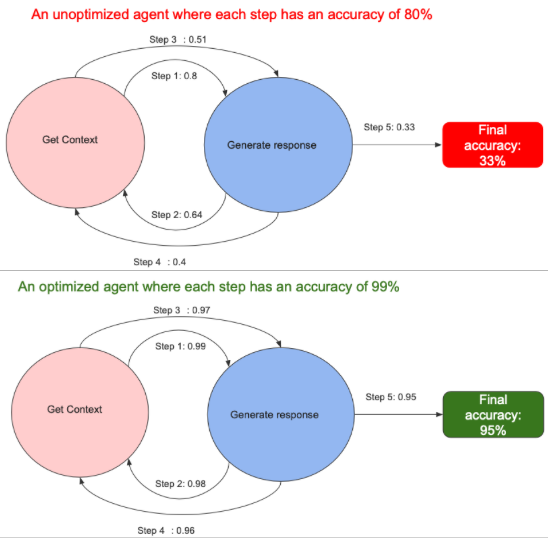 An unoptimized agent where each step has an accuracy of 80%
Step 3 : 0.51
Step 1: 0.8
Get Context
Generate response
Step 5: 0.33
Final
accuracy:
33%
Step 2: 0.64
Step 4 : 0.4
An optimized agent where each step has an accuracy of 99%
Step 3 : 0.97
Step 1: 0.99
Get Context
Generate response
Step 5: 0.95
Final
accuracy:
95%
Step 2: 0.98
Step 4 : 0.96